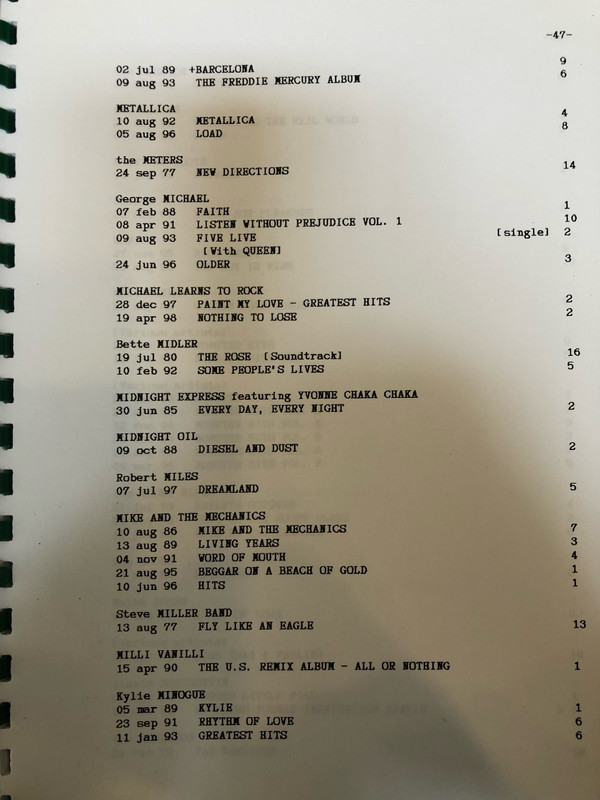 -47-
02 jul 89 +BARCELONA 9
09 aug 93 THE FREDDIE MERCURY ALBUM 6
METALLICA
10 aug 92 METALLICA 4
05 aug 96 LOAD 8
the METERS
24 sep 77 NEW DIRECTIONS 14
George MICHAEL
07 feb 88 FAITH 1
08 apr 91 LISTEN WITHOUT PREJUDICE VOL. 1 10
09 aug 93 FIVE LIVE [single] 2
[With QUEEN]
24 jun 96 OLDER 3
MICHAEL LEARNS TO ROCK
28 dec 97 PAINT MY LOVE - GREATEST HITS 2
19 apr 98 NOTHING TO LOSE 2
Bette MIDLER
19 jul 80 THE ROSE [Soundtrack] 16
10 feb 92 SOME PEOPLE'S LIVES 5
MIDNIGHT EXPRESS featuring YVONNE CHAKA CHAKA
30 jun 85 EVERY DAY, EVERY NIGHT 2
MIDNIGHT OIL
09 oct 88 DIESEL AND DUST 2
Robert MILES
07 jul 97 DREAMLAND 5
MIKE AND THE MECHANICS
10 aug 86 MIKE AND THE MECHANICS 7
13 aug 89 LIVING YEARS 3
04 nov 91 WORD OF MOUTH 4
21 aug 95 BEGGAR ON A BEACH OF GOLD 1
10 jun 96 HITS 1
Steve MILLER BAND
13 aug 77 FLY LIKE AN EAGLE 13
MILLI VANILLI
15 apr 90 THE U.S. REMIX ALBUM - ALL OR NOTHING 1
Kylie MINOGUE
05 mar 89 KYLIE 1
23 sep 91 RHYTHM OF LOVE 6
11 jan 93 GREATEST HITS 6